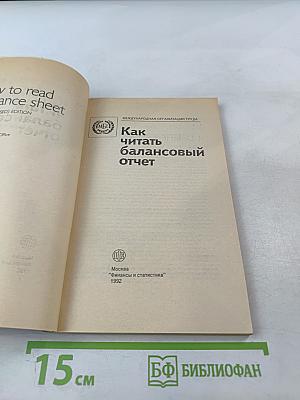 w to read
ance sheet
МЕЖДУНАРОДНАЯ ОРГАНИЗАЦИЯ ТРУДА
Как
читать
балансовый
отчет
Москва
"Финансы и статистика"
1992
15 см
БФ БИБЛИОФАН